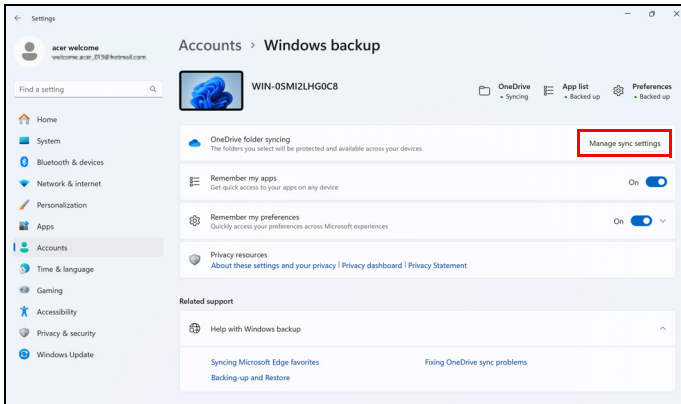 Settings
acer welcome
welcome.acer_013@hotmail.com
Find a setting
Home
System
Bluetooth & devices
Network & internet
Personalization
Apps
Accounts
Time & language
Gaming
Accessibility
Privacy & security
Windows Update
Accounts > Windows backup
WIN-0SMI2LHG0C8
OneDrive
• Syncing
App list
• Backed up
Preferences
• Backed up
OneDrive folder syncing
The folders you select will be protected and available across your devices
Manage sync settings
Remember my apps
Get quick access to your apps on any device
On
Remember my preferences
Quickly access your preferences across Microsoft experiences
On
Privacy resources
About these settings and your privacy | Privacy dashboard | Privacy Statement
Related support
Help with Windows backup
Syncing Microsoft Edge favorites
Fixing OneDrive sync problems
Backing-up and Restore